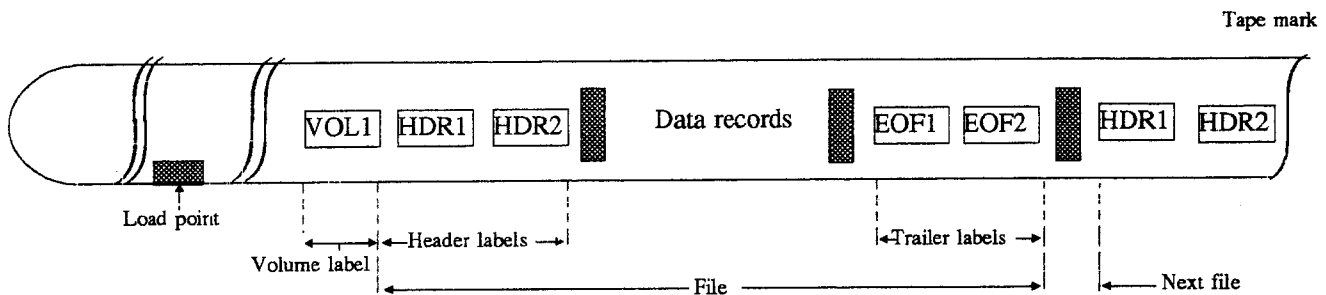 Tape mark
VOL1 HDR1 HDR2 Data records EOF1 EOF2 HDR1 HDR2
Load point
Header labels Trailer labels
Volume label
File Next file